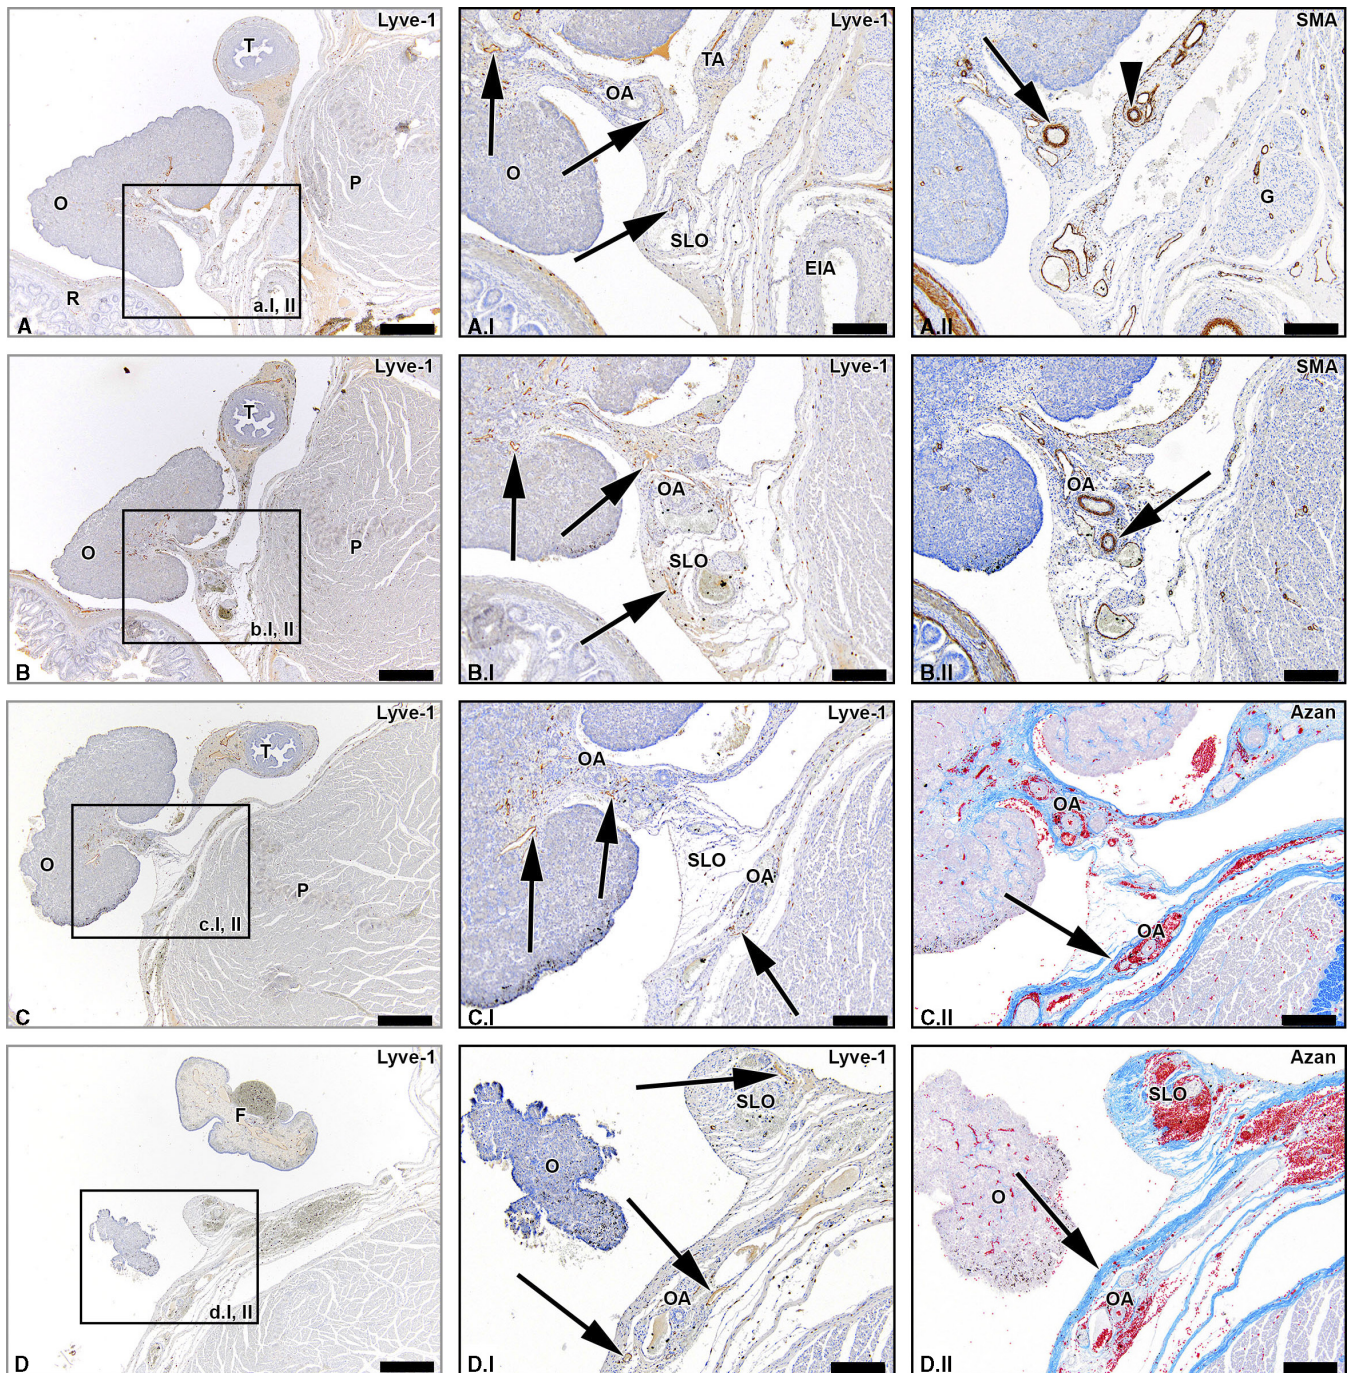 Lyve-1
T
O
P
R
a.I, II
A
Lyve-1
TA
OA
O
SLO
EIA
A.I
SMA
G
A.II
Lyve-1
T
O
P
b.I, II
B
Lyve-1
OA
SLO
B.I
SMA
OA
B.II
Lyve-1
T
O
P
c.I, II
C
Lyve-1
OA
SLO
OA
C.I
Azan
OA
OA
C.II
Lyve-1
F
d.I, II
D
Lyve-1
SLO
O
OA
D.I
Azan
SLO
O
OA
D.II